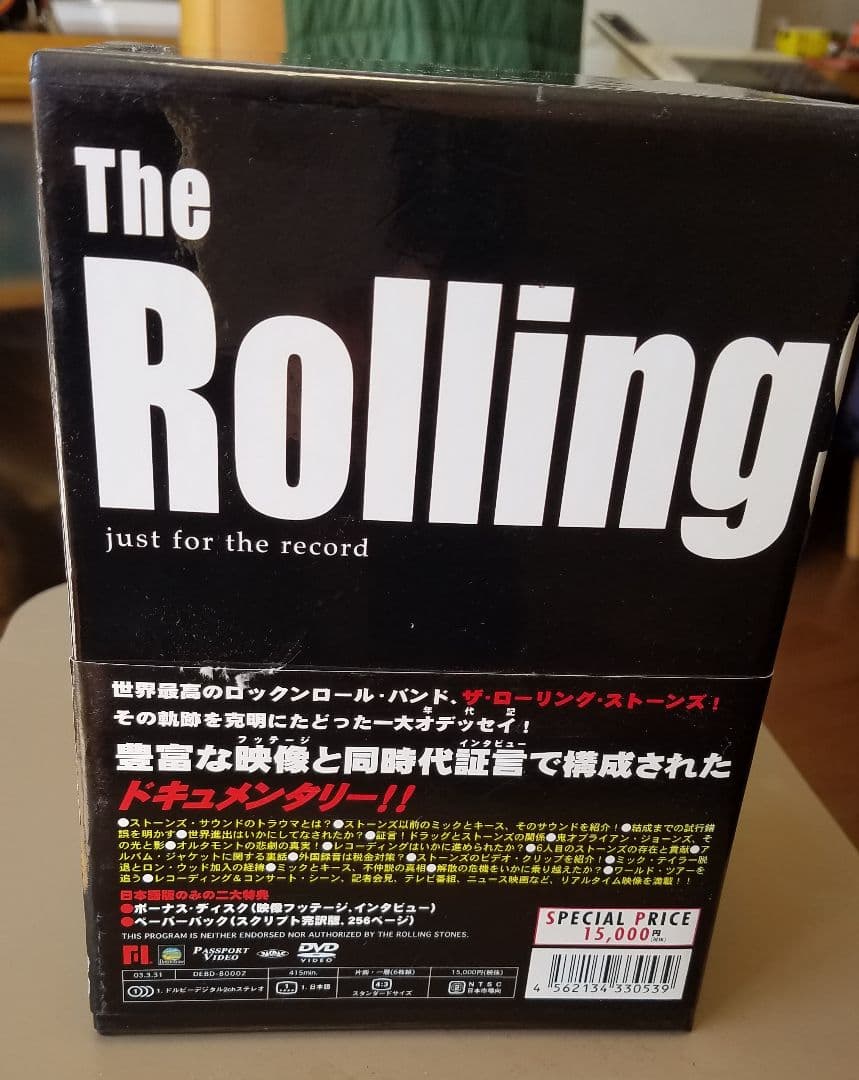 The
Rolling
just for the record
世界最高のロックンロール・バンド、ザ・ローリング・ストーンズ!
その軌跡を克明にたどった一大オデッセイ!
年代記
フッテージ インタビュー
豊富な映像と同時代証言で構成された
ドキュメンタリー!!
●ストーンズ・サウンドのトラウマとは?●ストーンズ以前のミックとキース、そのサウンドを紹介!●結成までの試行錯
誤を明かす●世界進出はいかにしてなされたか?●証言!ドラッグとストーンズの関係●鬼才ブライアン・ジョーンズ、
その光と影●オルタモントの悲劇の真実!●レコーディングはいかに進められたか?●6人目のストーンズの存在と貢献●ア
ルバム・ジャケットに関する裏話●外国録音は税金対策?●ストーンズのビデオ・クリップを紹介!●ミック・テイラー脱
退とロン・ウッド加入の経緯●ミックとキース、不仲説の真相●解散の危機をいかに乗り越えたか?●ワールド・ツアーを
追う●レコーディング&コンサート・シーン、記者会見、テレビ番組、ニュース映画など、リアルタイム映像を満載!!
日本語版のみの二大特典
●ボーナス・ディスク(映像フッテージ、インタビュー)
●ペーパーバック(スクリプト完訳版、256ページ)
THIS PROGRAM IS NEITHER ENDORSED NOR AUTHORIZED BY THE ROLLING STONES.
PASSPORT VIDEO DVD VIDEO
SPECIAL PRICE
15,000円(税抜)
03.3.31 DEBD-80002 415min. 片面・一層(6枚組) 15,000円(税抜)
1. ドルビーデジタル2chステレオ 1. 日本語 4:3 スタンダードサイズ 2 NTSC 日本市場向
4 562134 330539